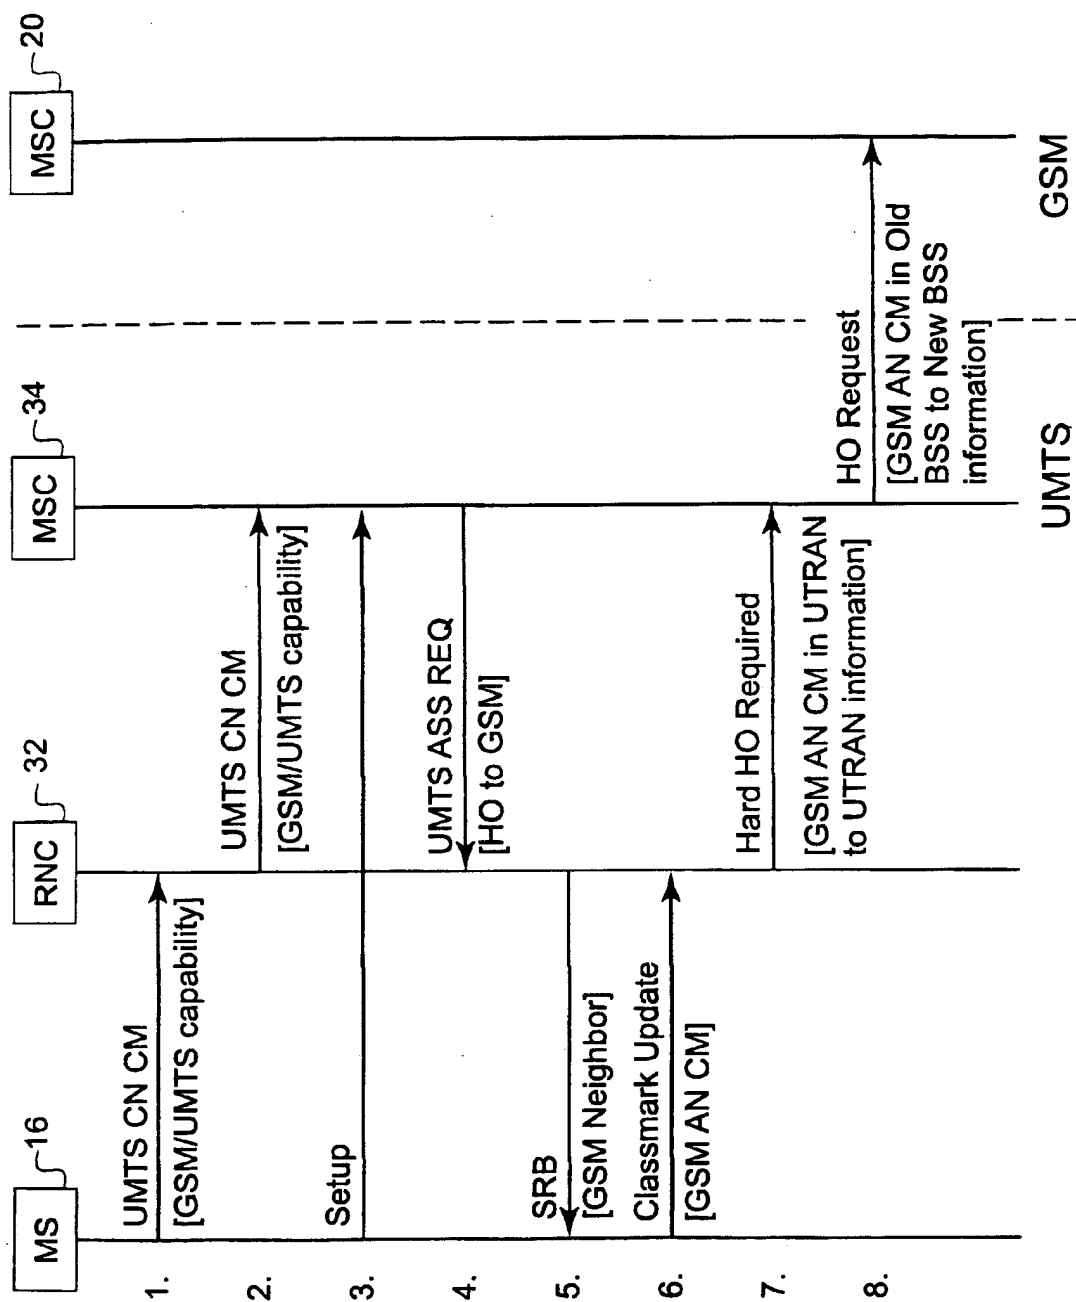 MS
16
RNC
32
MSC
34
MSC
20
1.
UMTS CN CM
[GSM/UMTS capability]
2.
UMTS CN CM
[GSM/UMTS capability]
3.
Setup
4.
UMTS ASS REQ
[HO to GSM]
5.
SRB
[GSM Neighbor]
6.
Classmark Update
[GSM AN CM]
7.
Hard HO Required
[GSM AN CM in UTRAN
to UTRAN information]
8.
HO Request
[GSM AN CM in Old
BSS to New BSS
information]
UMTS
GSM